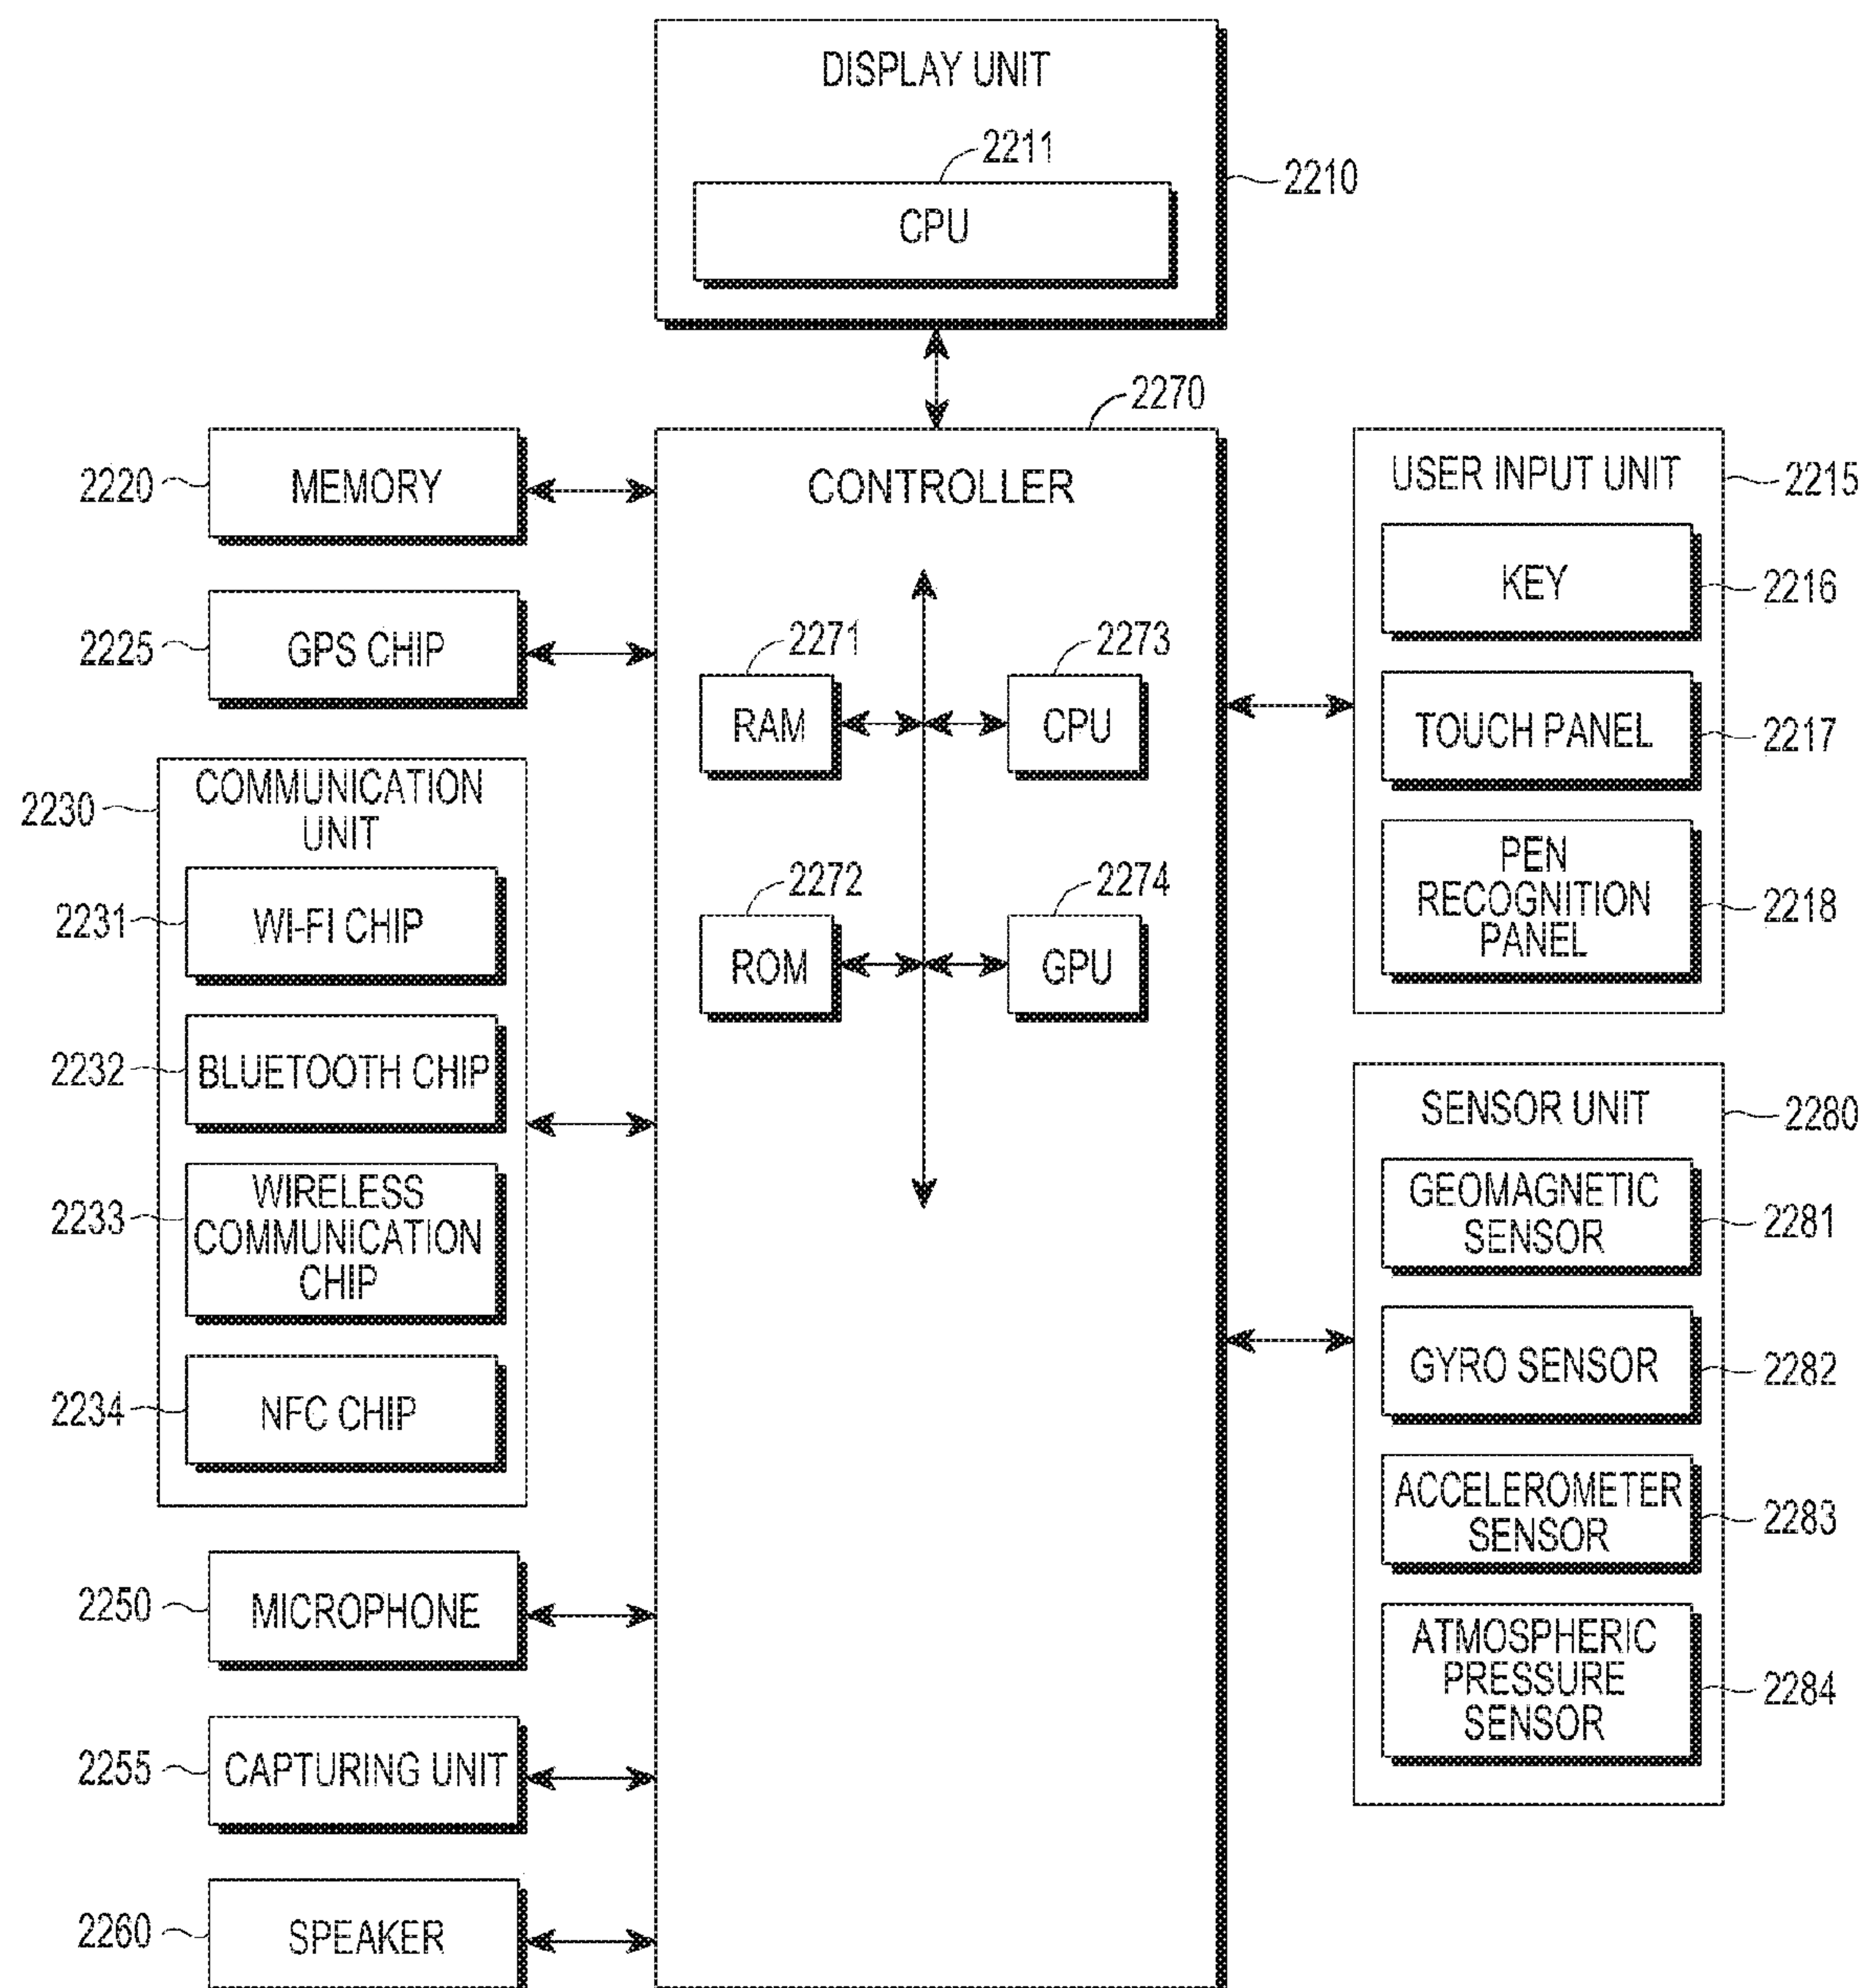 DISPLAY UNIT
2211
CPU
2210
2270
CONTROLLER
2271
RAM
2273
CPU
2272
ROM
2274
GPU
2220
MEMORY
2225
GPS CHIP
2230
COMMUNICATION
UNIT
2231
WI-FI CHIP
2232
BLUETOOTH CHIP
2233
WIRELESS
COMMUNICATION
CHIP
2234
NFC CHIP
2250
MICROPHONE
2255
CAPTURING UNIT
2260
SPEAKER
USER INPUT UNIT
2215
KEY
2216
TOUCH PANEL
2217
PEN
RECOGNITION
PANEL
2218
SENSOR UNIT
2280
GEOMAGNETIC
SENSOR
2281
GYRO SENSOR
2282
ACCELEROMETER
SENSOR
2283
ATMOSPHERIC
PRESSURE
SENSOR
2284